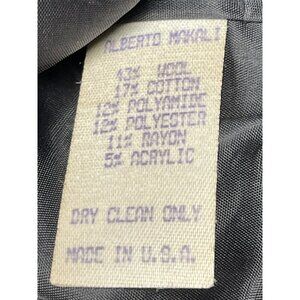 ALBERTO MAKALI
43% WOOL
17% COTTON
12% POLYAMIDE
12% POLYESTER
11% RAYON
5% ACRYLIC
DRY CLEAN ONLY
MADE IN U.S.A.